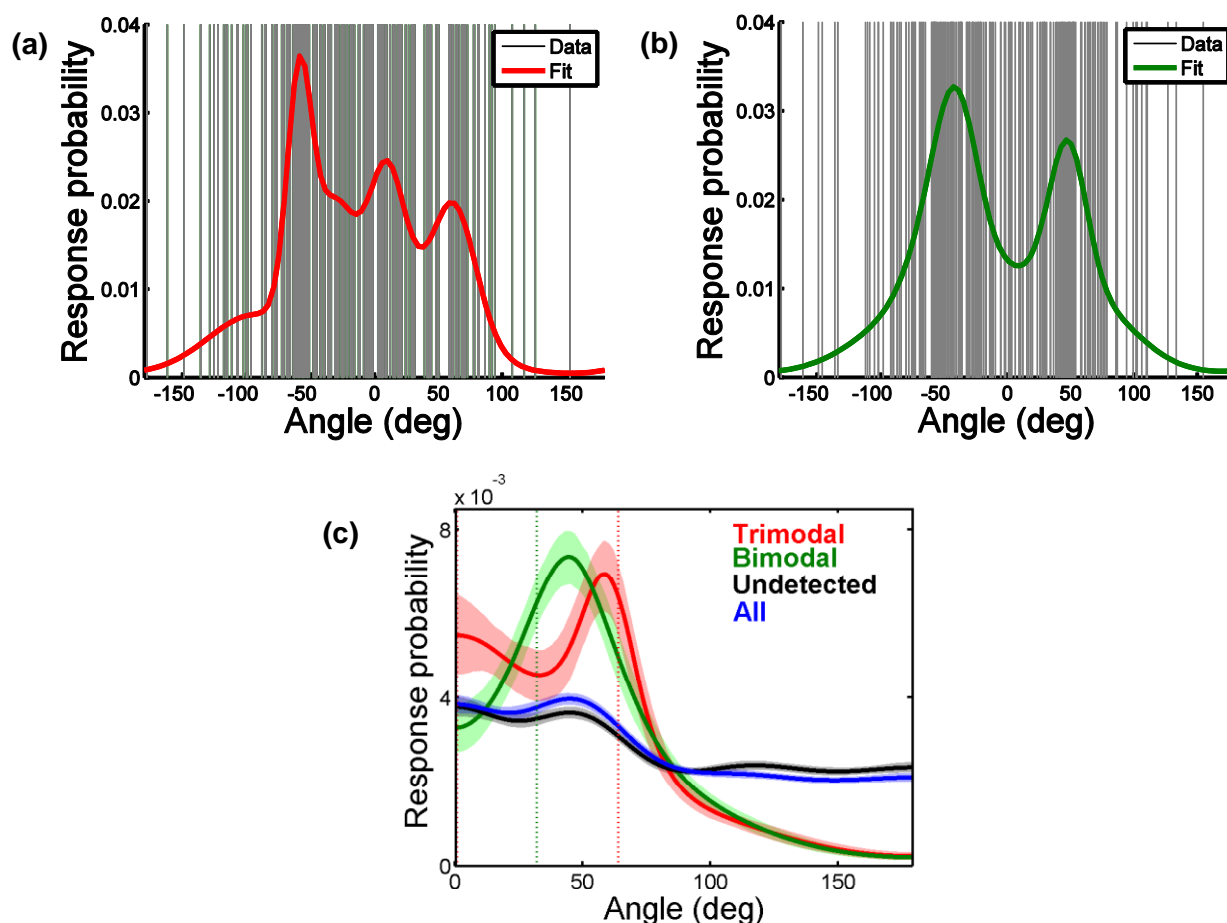 (a)
Response probability
0.04
0.03
0.02
0.01
0
-150 -100 -50 0 50 100 150
Angle (deg)
Data
Fit
(b)
Response probability
0.04
0.03
0.02
0.01
0
-150 -100 -50 0 50 100 150
Angle (deg)
Data
Fit
(c)
x 10
-3
Response probability
8
4
0
0 50 100 150
Angle (deg)
Trimodal
Bimodal
Undetected
All